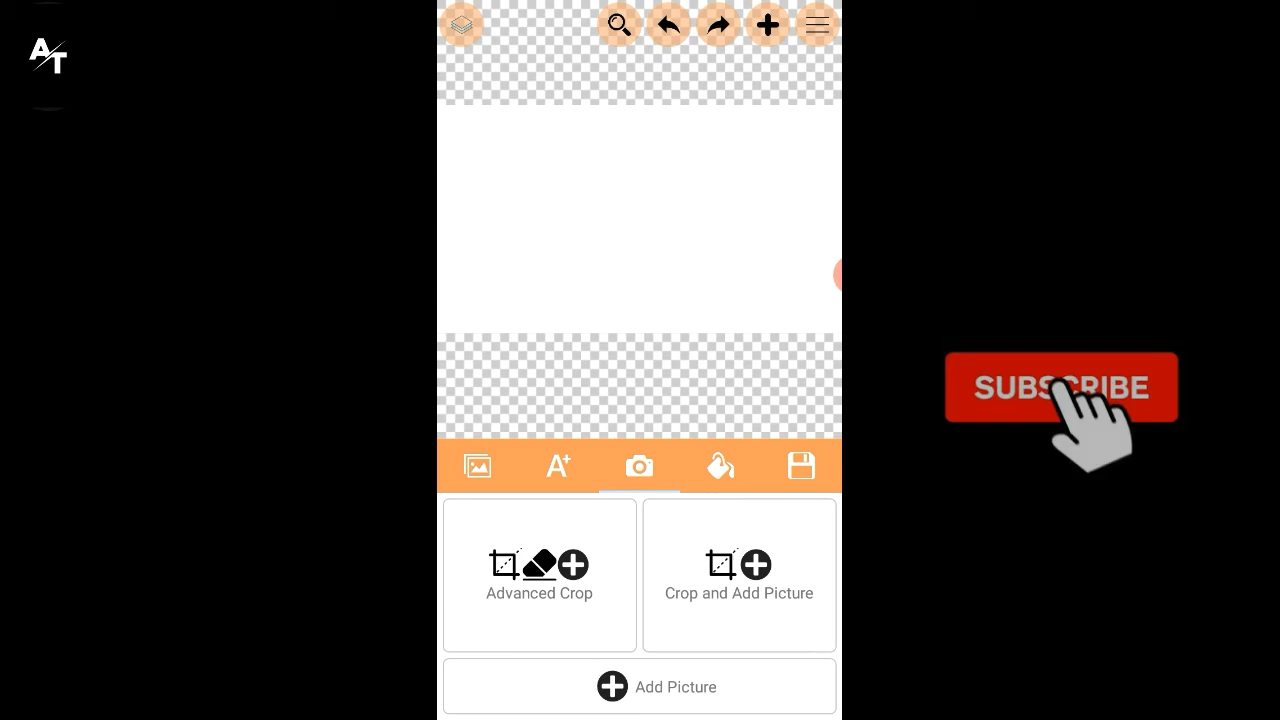 AT
SUBSCRIBE
A+
Advanced Crop
Crop and Add Picture
Add Picture